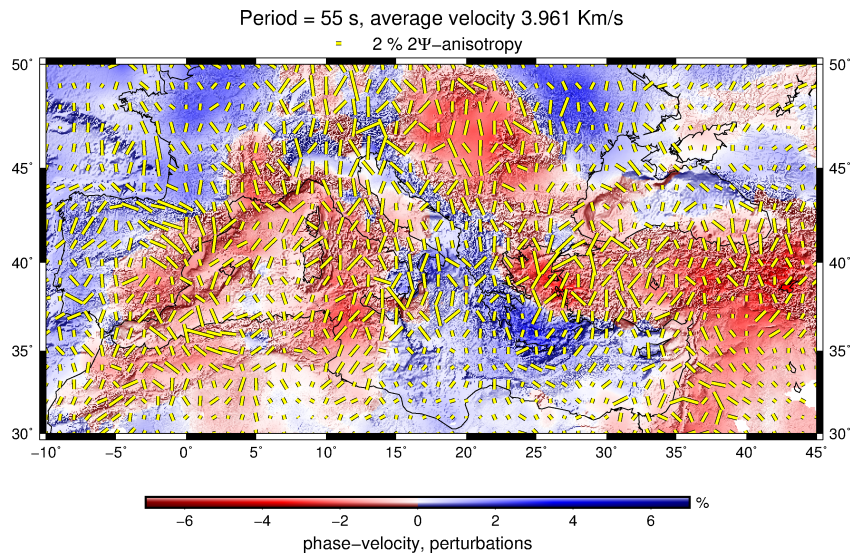 Period = 55 s, average velocity 3.961 Km/s
2 % 2Ψ−anisotropy
50˚ 50˚
45˚ 45˚
40˚ 40˚
35˚ 35˚
30˚ 30˚
−10˚ −5˚ 0˚ 5˚ 10˚ 15˚ 20˚ 25˚ 30˚ 35˚ 40˚ 45˚
%
−6 −4 −2 0 2 4 6
phase−velocity, perturbations